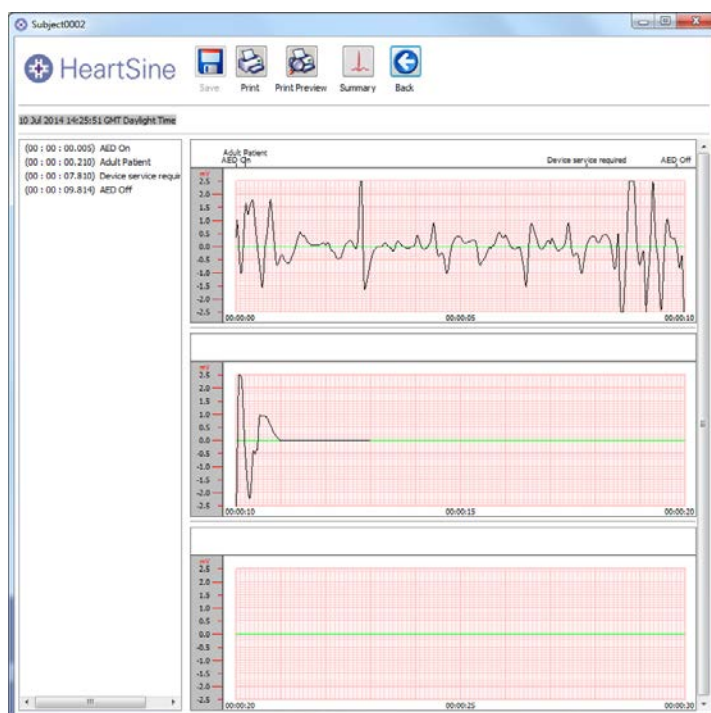 Subject0002
HeartSine
Save Print Print Preview Summary Back
10 Jul 2014 14:25:51 GMT Daylight Time
(00 : 00 : 00.005) AED On
(00 : 00 : 00.210) Adult Patient
(00 : 00 : 07.810) Device service requir
(00 : 00 : 09.814) AED Off
Adult Patient
AED On Device service required AED Off
mV
2.5
2.0
1.5
1.0
0.5
0.0
-0.5
-1.0
-1.5
-2.0
-2.5
00:00:00 00:00:05 00:00:10
mV
2.5
2.0
1.5
1.0
0.5
0.0
-0.5
-1.0
-1.5
-2.0
-2.5
00:00:10 00:00:15 00:00:20
mV
2.5
2.0
1.5
1.0
0.5
0.0
-0.5
-1.0
-1.5
-2.0
-2.5
00:00:20 00:00:25 00:00:30